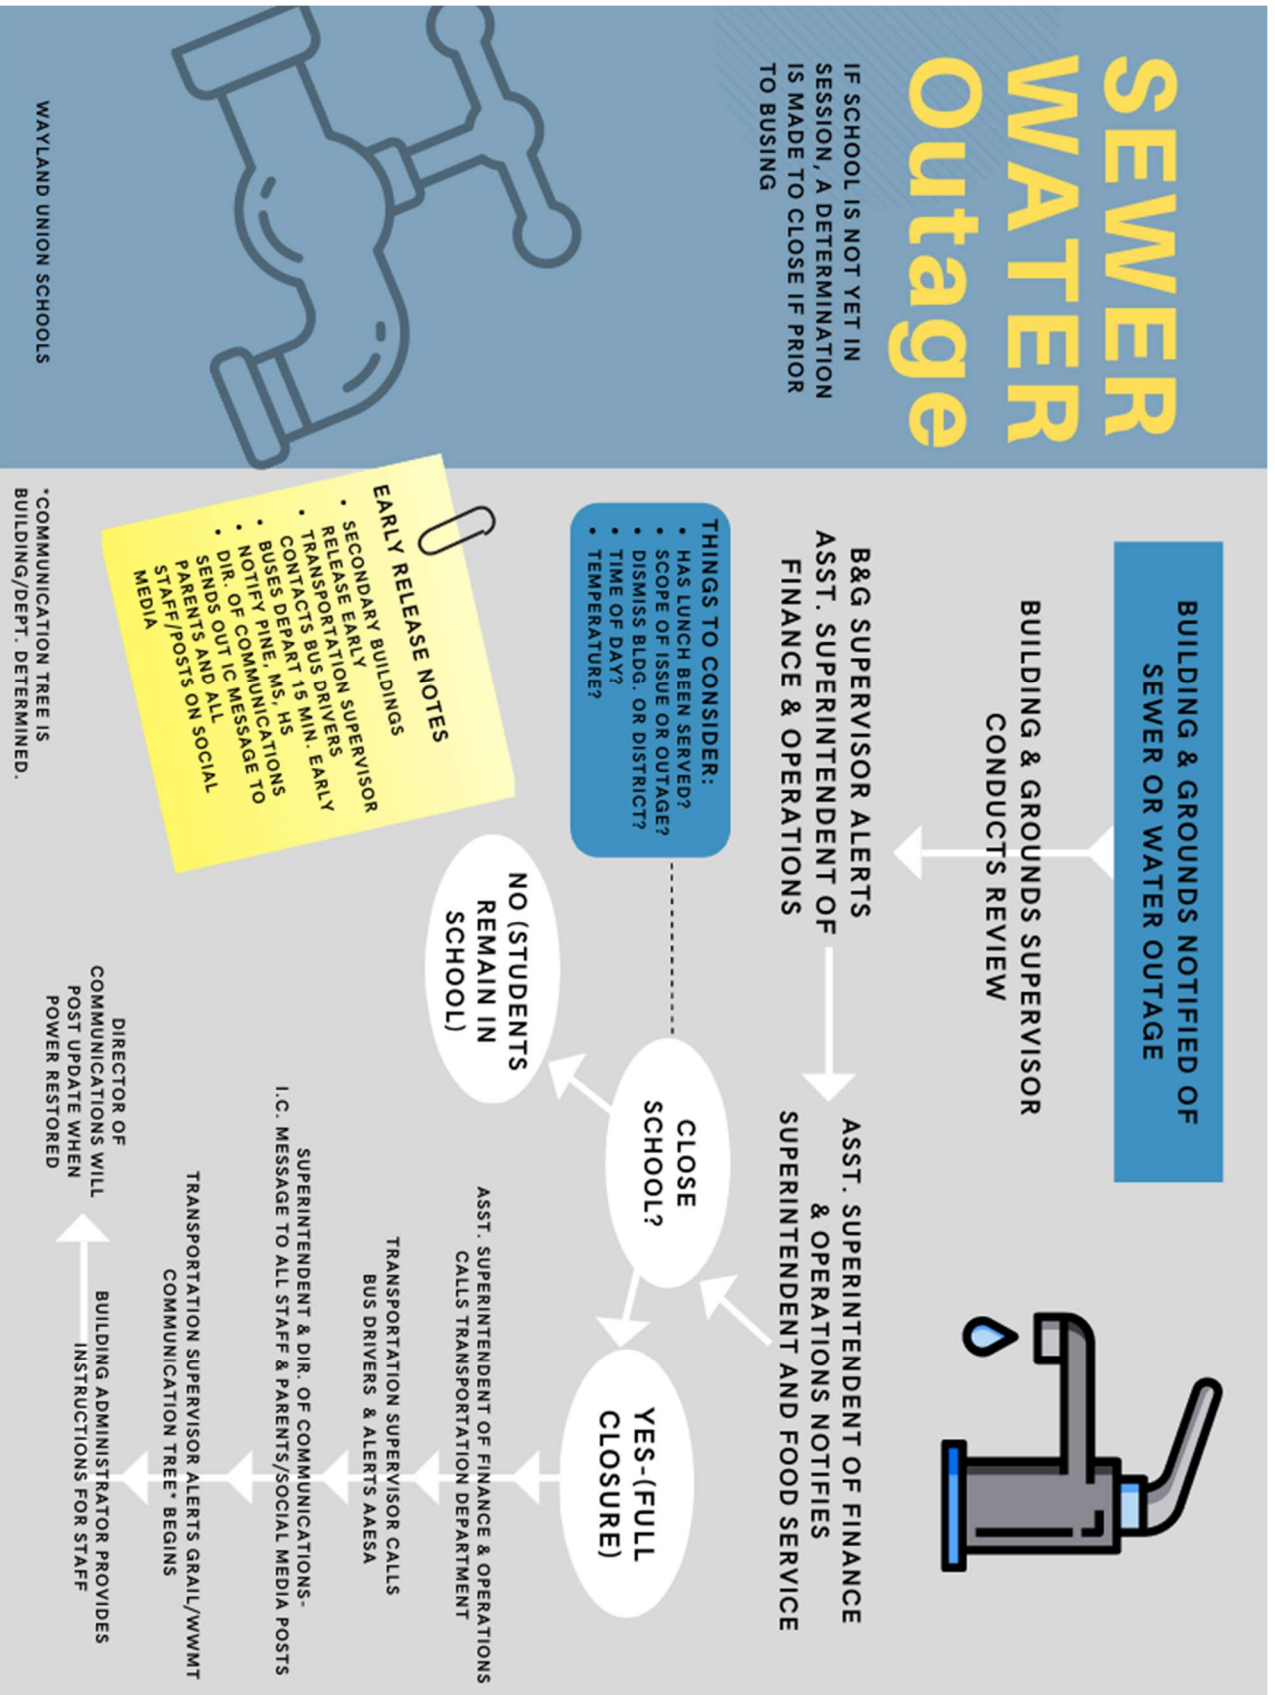 SEWER
WATER
Outage
IF SCHOOL IS NOT YET IN
SESSION, A DETERMINATION
IS MADE TO CLOSE IF PRIOR
TO BUSING
WAYLAND UNION SCHOOLS
BUILDING & GROUNDS NOTIFIED OF
SEWER OR WATER OUTAGE
BUILDING & GROUNDS SUPERVISOR
CONDUCTS REVIEW
B&G SUPERVISOR ALERTS
ASST. SUPERINTENDENT OF
FINANCE & OPERATIONS
ASST. SUPERINTENDENT OF FINANCE
& OPERATIONS NOTIFIES
SUPERINTENDENT AND FOOD SERVICE
THINGS TO CONSIDER:
• HAS LUNCH BEEN SERVED?
• SCOPE OF ISSUE OR OUTAGE?
• DISMISS BLDG. OR DISTRICT?
• TIME OF DAY?
• TEMPERATURE?
CLOSE
SCHOOL?
NO (STUDENTS
REMAIN IN
SCHOOL)
YES-(FULL
CLOSURE)
EARLY RELEASE NOTES
• SECONDARY BUILDINGS
RELEASE EARLY
• TRANSPORTATION SUPERVISOR
CONTACTS BUS DRIVERS
• BUSES DEPART 15 MIN. EARLY
• NOTIFY PINE, MS, HS
• DIR. OF COMMUNICATIONS
SENDS OUT IC MESSAGE TO
PARENTS AND ALL
STAFF/POSTS ON SOCIAL
MEDIA
ASST. SUPERINTENDENT OF FINANCE & OPERATIONS
CALLS TRANSPORTATION DEPARTMENT
TRANSPORTATION SUPERVISOR CALLS
BUS DRIVERS & ALERTS AAESA
SUPERINTENDENT & DIR. OF COMMUNICATIONS-
I.C. MESSAGE TO ALL STAFF & PARENTS/SOCIAL MEDIA POSTS
TRANSPORTATION SUPERVISOR ALERTS GRAIL/WWMT
COMMUNICATION TREE* BEGINS
BUILDING ADMINISTRATOR PROVIDES
INSTRUCTIONS FOR STAFF
DIRECTOR OF
COMMUNICATIONS WILL
POST UPDATE WHEN
POWER RESTORED
*COMMUNICATION TREE IS
BUILDING/DEPT. DETERMINED.